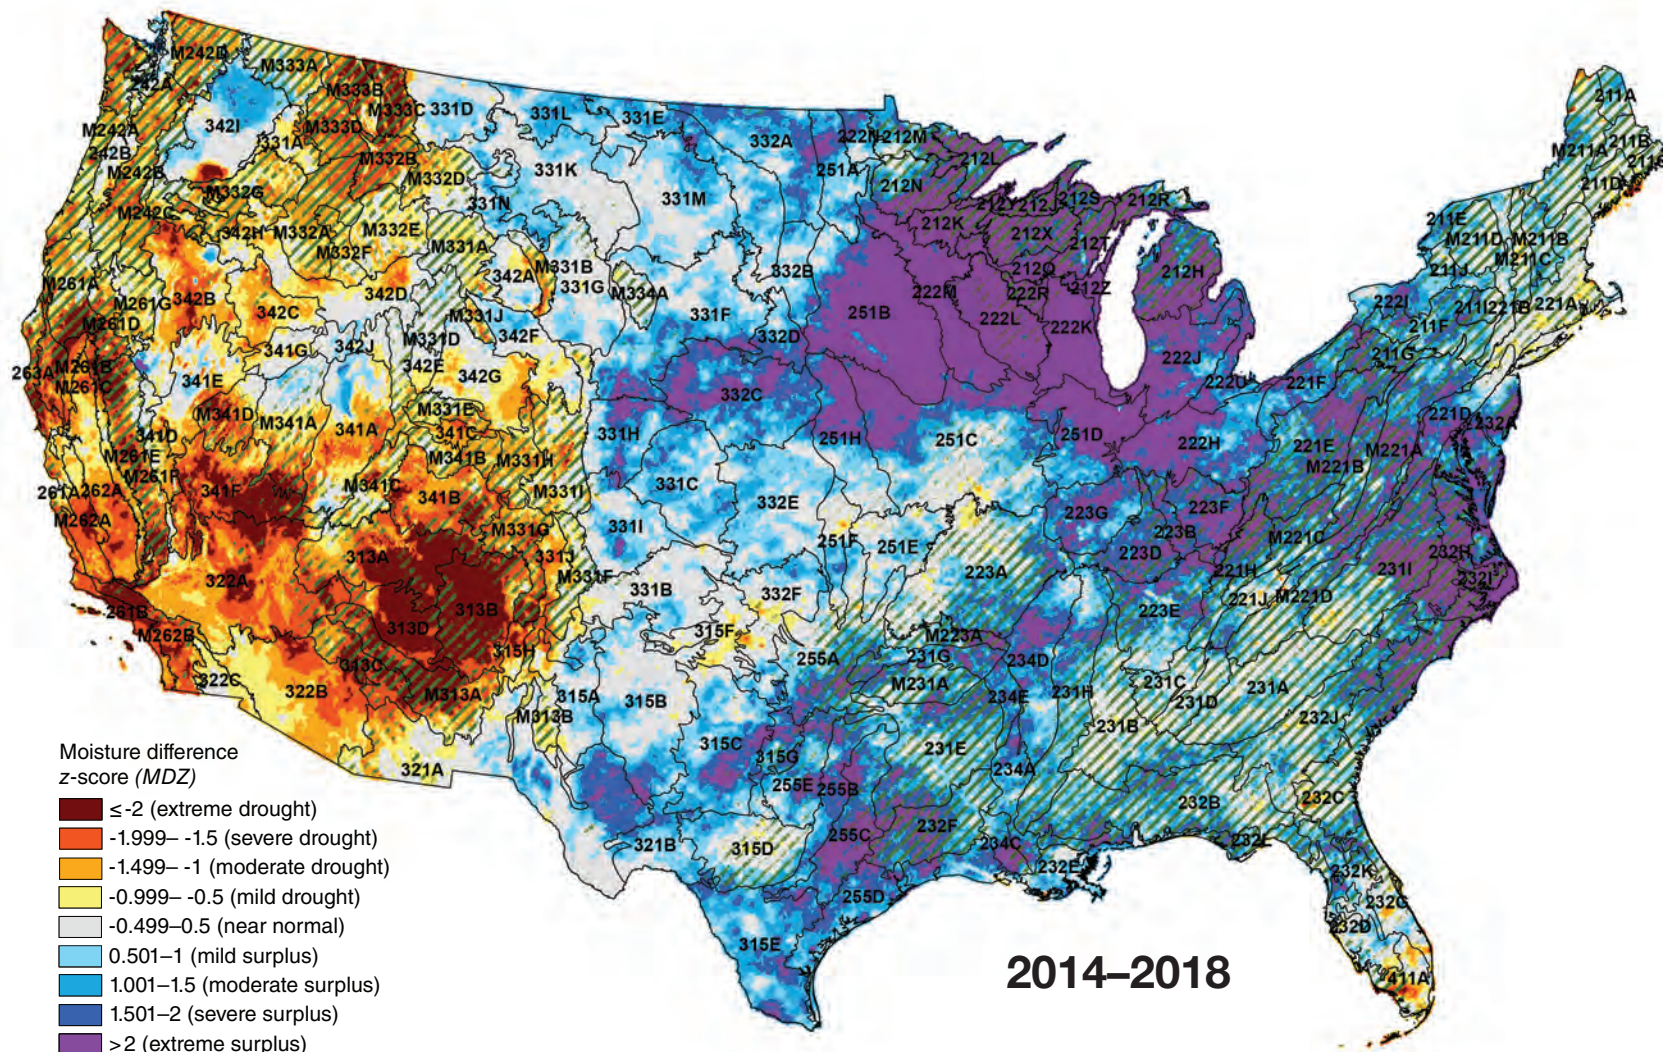 M242D
M333A
242A
M333B
M333C
331D
331L
331E
332A
222N
212M
211A
342I
M242A
331A
M333D
242B
M242B
M332B
M332D
331K
251A
212L
212N
M211A
211B
211D
M332G
331N
331M
212Y
212J
212S
212R
M242C
342H
M332A
M332E
M332F
M331A
212K
212X
212T
211E
M211D
M211B
M211C
M261A
M261G
342B
342C
342D
342A
M331B
331G
M334A
332B
212Q
212H
211J
M261D
M331J
331F
251B
222M
222R
212Z
222L
222K
222I
211I
221B
221A
211F
263A
M261B
M261C
341G
342J
M331D
342E
342F
342G
332D
222J
211G
341E
222U
221F
M341D
M341A
M331E
332C
221D
232A
341D
341A
341C
331H
251H
251C
251D
222H
221E
M221A
M261E
M261F
M341B
M331H
M221B
261A
262A
341F
M341C
341B
M331I
331C
332E
M262A
M331G
331I
251F
251E
223G
223F
223B
M221C
313A
331J
223D
232H
322A
M331F
331B
332F
223A
221H
231I
232I
261B
313B
221J
M221D
223E
313D
M262B
315H
315F
M223A
313C
255A
231G
234D
322C
322B
M313A
315A
315B
M231A
234E
231H
231C
231D
231A
M313B
231B
232J
Moisture difference
z-score (MDZ)
315C
315G
231E
321A
234A
255E
255B
232B
232C
≤ -2 (extreme drought)
-1.999– -1.5 (severe drought)
321B
315D
255C
232F
234C
232L
-1.499– -1 (moderate drought)
232E
232K
-0.999– -0.5 (mild drought)
255D
232G
-0.499–0.5 (near normal)
232D
0.501–1 (mild surplus)
315E
1.001–1.5 (moderate surplus)
2014–2018
411A
1.501–2 (severe surplus)
>2 (extreme surplus)